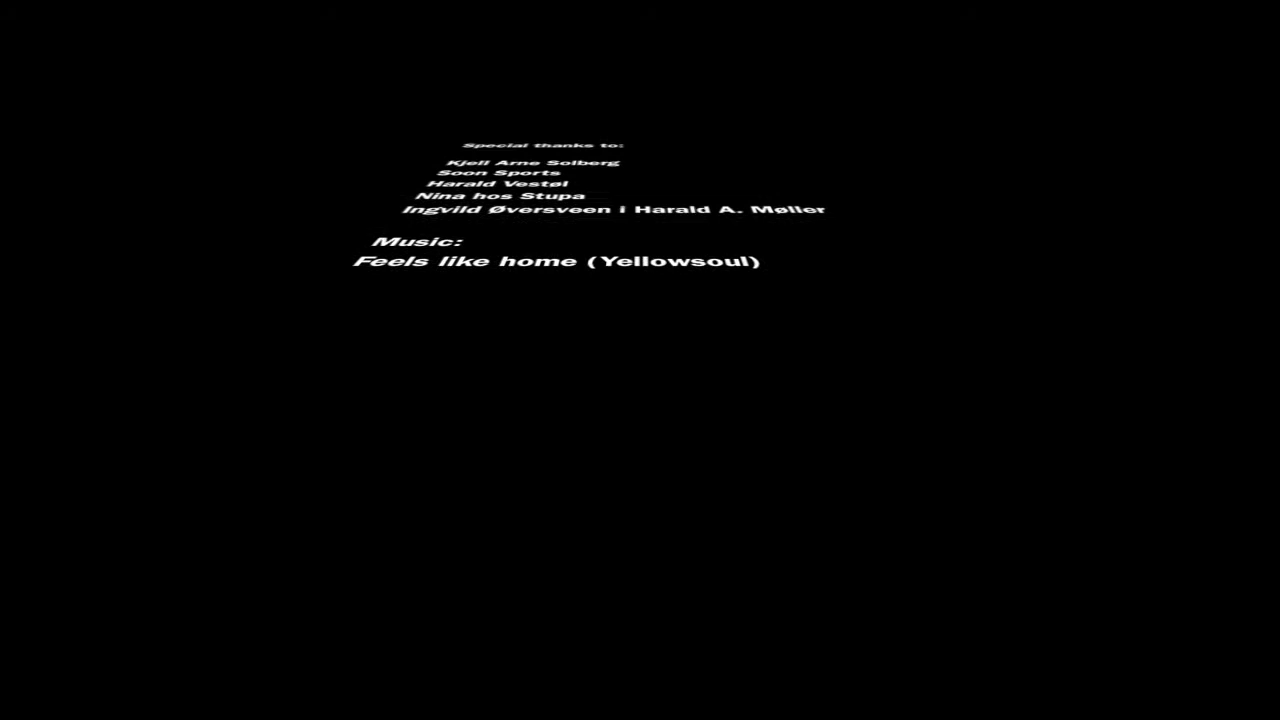 Special thanks to:
Kjell Arne Solberg
Soon Sports
Harald Vestøl
Nina hos Stupa
Ingvild Øversveen i Harald A. Møller
Music:
Feels like home (Yellowsoul)